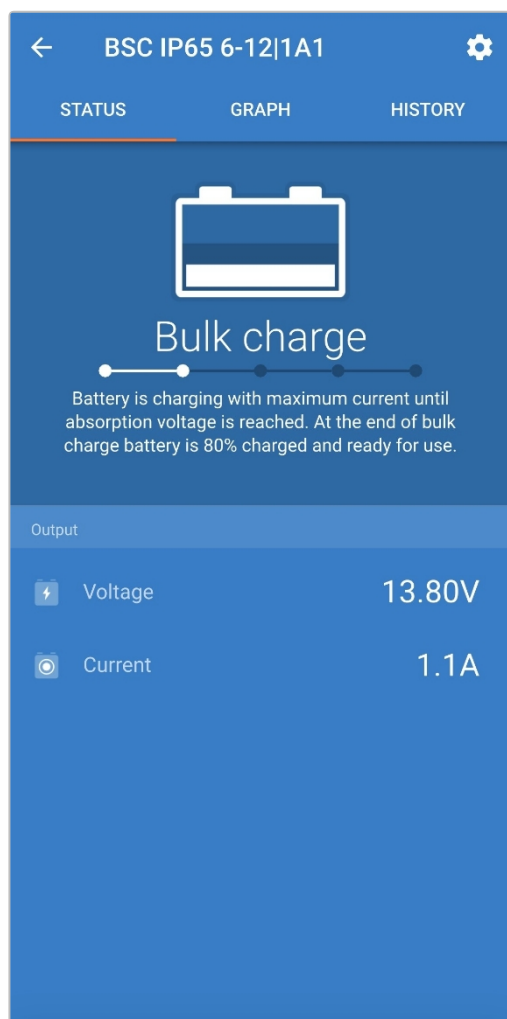 BSC IP65 6-12|1A1
STATUS GRAPH HISTORY
Bulk charge
Battery is charging with maximum current until
absorption voltage is reached. At the end of bulk
charge battery is 80% charged and ready for use.
Output
Voltage 13.80V
Current 1.1A